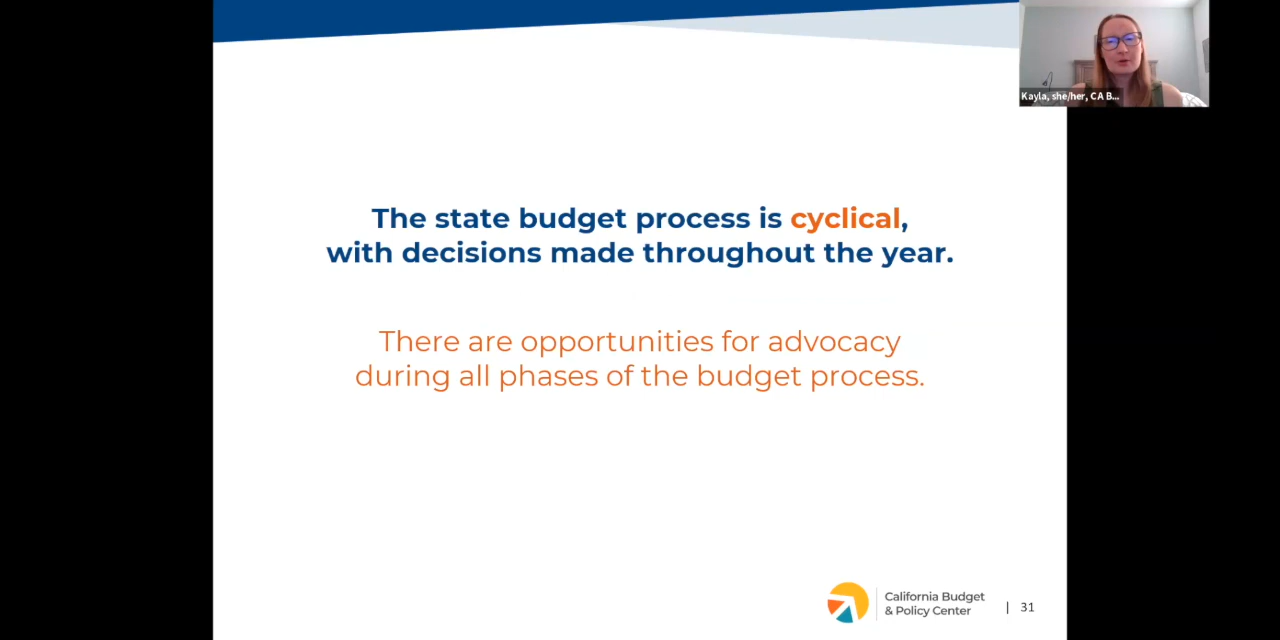 Kayla, she/her, CA B...
The state budget process is cyclical,
with decisions made throughout the year.
There are opportunities for advocacy
during all phases of the budget process.
California Budget
& Policy Center
| 31